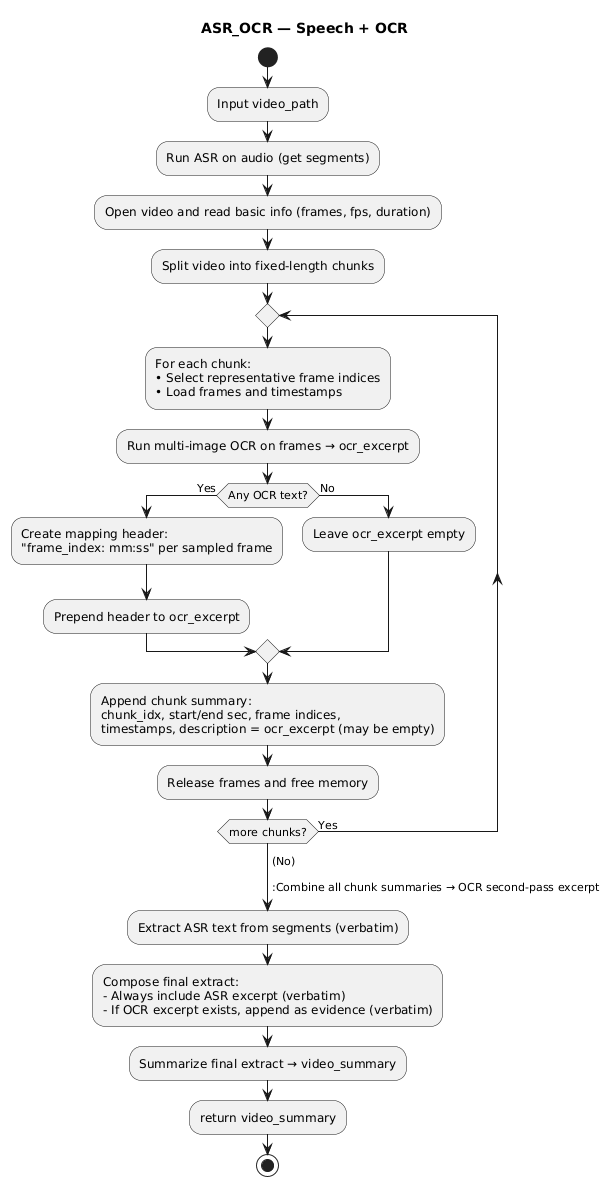 ASR_OCR — Speech + OCR
Input video_path
Run ASR on audio (get segments)
Open video and read basic info (frames, fps, duration)
Split video into fixed-length chunks
For each chunk:
• Select representative frame indices
• Load frames and timestamps
Run multi-image OCR on frames → ocr_excerpt
Yes
Any OCR text?
No
Create mapping header:
"frame_index: mm:ss" per sampled frame
Leave ocr_excerpt empty
Prepend header to ocr_excerpt
Append chunk summary:
chunk_idx, start/end sec, frame indices,
timestamps, description = ocr_excerpt (may be empty)
Release frames and free memory
more chunks?
Yes
(No)
:Combine all chunk summaries → OCR second-pass excerpt
Extract ASR text from segments (verbatim)
Compose final extract:
- Always include ASR excerpt (verbatim)
- If OCR excerpt exists, append as evidence (verbatim)
Summarize final extract → video_summary
return video_summary